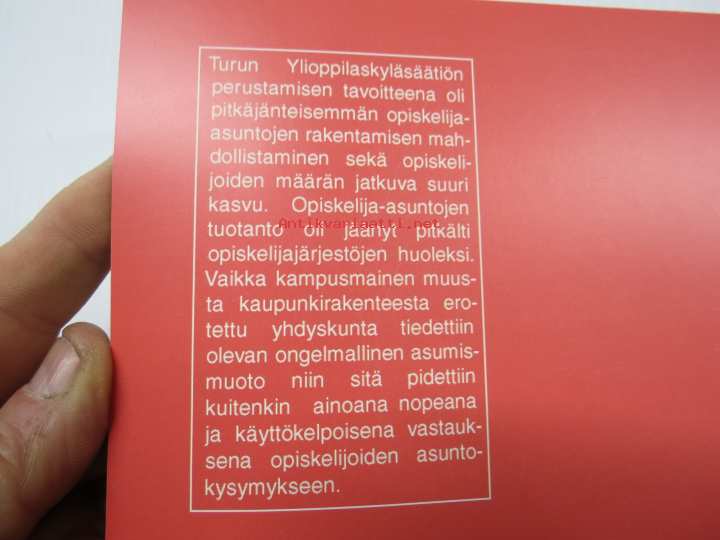 Turun Ylioppilaskyläsäätiön
perustamisen tavoitteena oli
pitkäjänteisemmän opiskelija-
asuntojen rakentamisen mah-
dollistaminen sekä opiskeli-
joiden määrän jatkuva suuri
kasvu. Opiskelija-asuntojen
Antikvariaatti.net
tuotanto oli jäänyt pitkälti
opiskelijajärjestöjen huoleksi.
Vaikka kampusmainen muus-
ta kaupunkirakenteesta ero-
tettu yhdyskunta tiedettiin
olevan ongelmallinen asumis-
muoto niin sitä pidettiin
kuitenkin ainoana nopeana
ja käyttökelpoisena vastauk-
sena opiskelijoiden asunto-
kysymykseen.